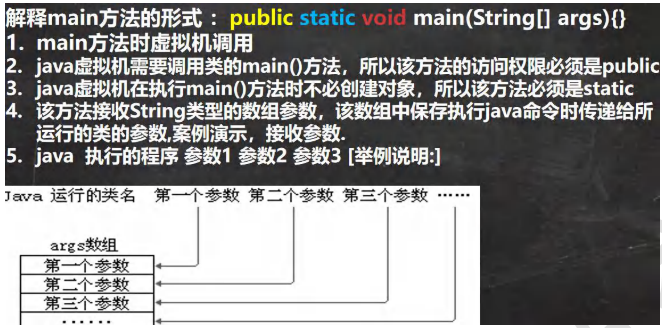 解释main方法的形式： public static void main(String[] args){}
1. main方法时虚拟机调用
2. java虚拟机需要调用类的main()方法，所以该方法的访问权限必须是public
3. java虚拟机在执行main()方法时不必创建对象，所以该方法必须是static
4. 该方法接收String类型的数组参数，该数组中保存执行java命令时传递给所
运行的类的参数,案例演示，接收参数.
5. java 执行的程序 参数1 参数2 参数3 [举例说明:]
Java 运行的类名 第一个参数 第二个参数 第三个参数 ……
args数组
第一个参数
第二个参数
第三个参数
……